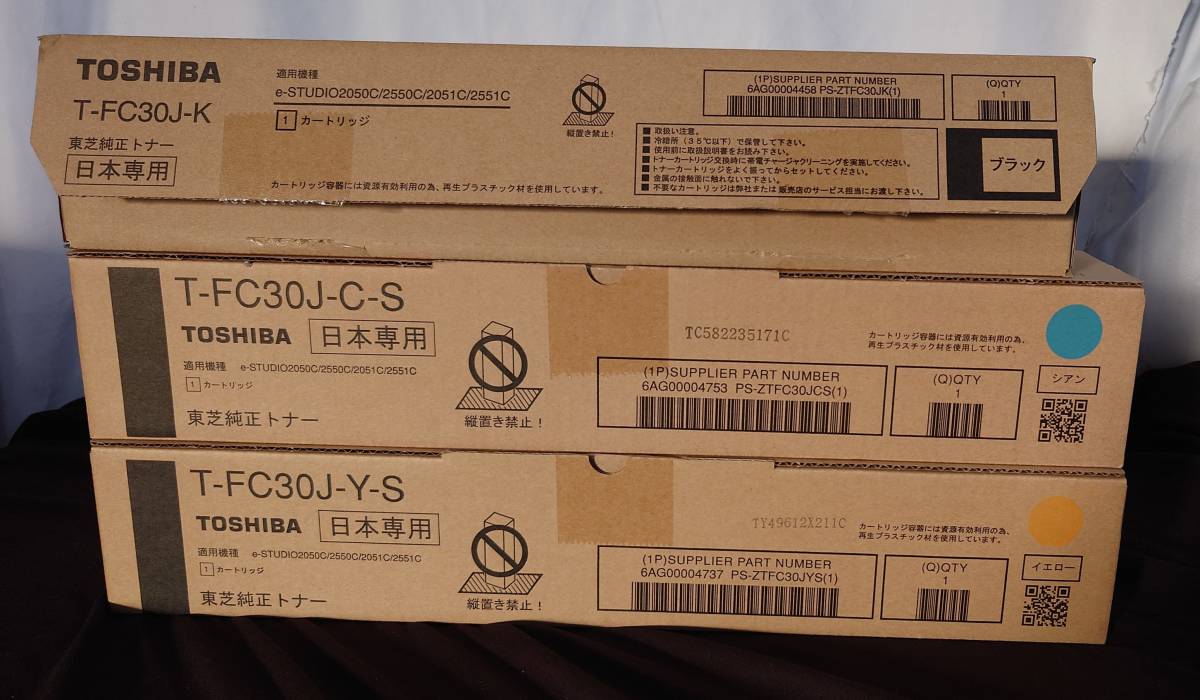 TOSHIBA
T-FC30J-K
東芝純正トナー
日本専用
適用機種
e-STUDIO2050C/2550C/2051C/2551C
1 カートリッジ
カートリッジ容器には資源有効利用の為、再生プラスチック材を使用しています。
縦置き禁止!
(1P)SUPPLIER PART NUMBER
6AG00004458 PS-ZTFC30JK(1)
(Q)QTY
1
■ 取扱い注意。
■ 冷暗所(35℃以下)で保管して下さい。
■ 使用前に取扱説明書をお読み下さい。
■ トナーカートリッジ交換時に帯電チャージャクリーニングを実施してください。
■ トナーカートリッジをよく振ってからセットしてください。
■ 金属の接触面に触れないで下さい。
■ 不要なカートリッジは弊社または 販売店のサービス担当にお渡し下さい。
ブラック
T-FC30J-C-S
TOSHIBA 日本専用
適用機種 e-STUDIO2050C/2550C/2051C/2551C
1 カートリッジ
東芝純正トナー
縦置き禁止!
TC582235171C
カートリッジ容器には資源有効利用の為、
再生プラスチック材を使用しています。
(1P)SUPPLIER PART NUMBER
6AG00004753 PS-ZTFC30JCS(1)
(Q)QTY
1
シアン
T-FC30J-Y-S
TOSHIBA 日本専用
適用機種 e-STUDIO2050C/2550C/2051C/2551C
1 カートリッジ
東芝純正トナー
縦置き禁止!
TY49612X211C
カートリッジ容器には資源有効利用の為、
再生プラスチック材を使用しています。
(1P)SUPPLIER PART NUMBER
6AG00004737 PS-ZTFC30JYS(1)
(Q)QTY
1
イエロー